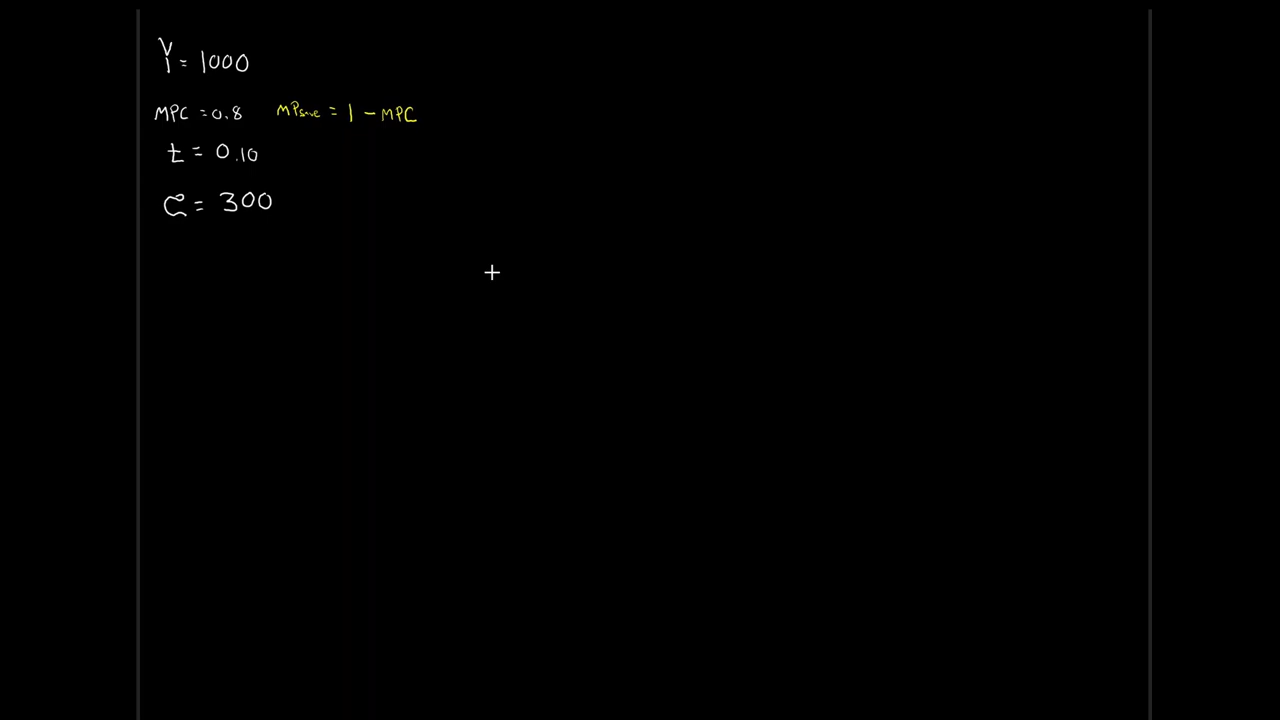 Y = 1000
MPC = 0.8 MPsave = 1 - MPC
t = 0.10
C = 300